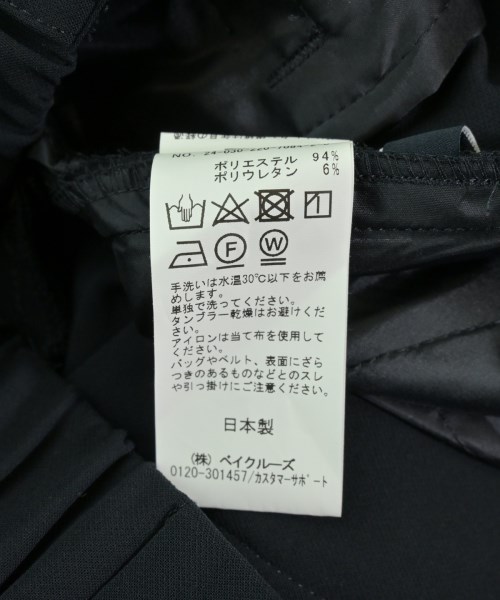 ポリエステル 94%
ポリウレタン 6%
F
W
手洗いは水温30℃以下をお薦
めします。
単独で洗ってください。
タンブラー乾燥はお避けくださ
い。
アイロンは当て布を使用して
ください。
バッグやベルト、表面にざら
つきのあるものなどとのスレ
や引っ掛けにご注意ください。
日本製
(株) ベイクルーズ
0120-301457/カスタマーサポート